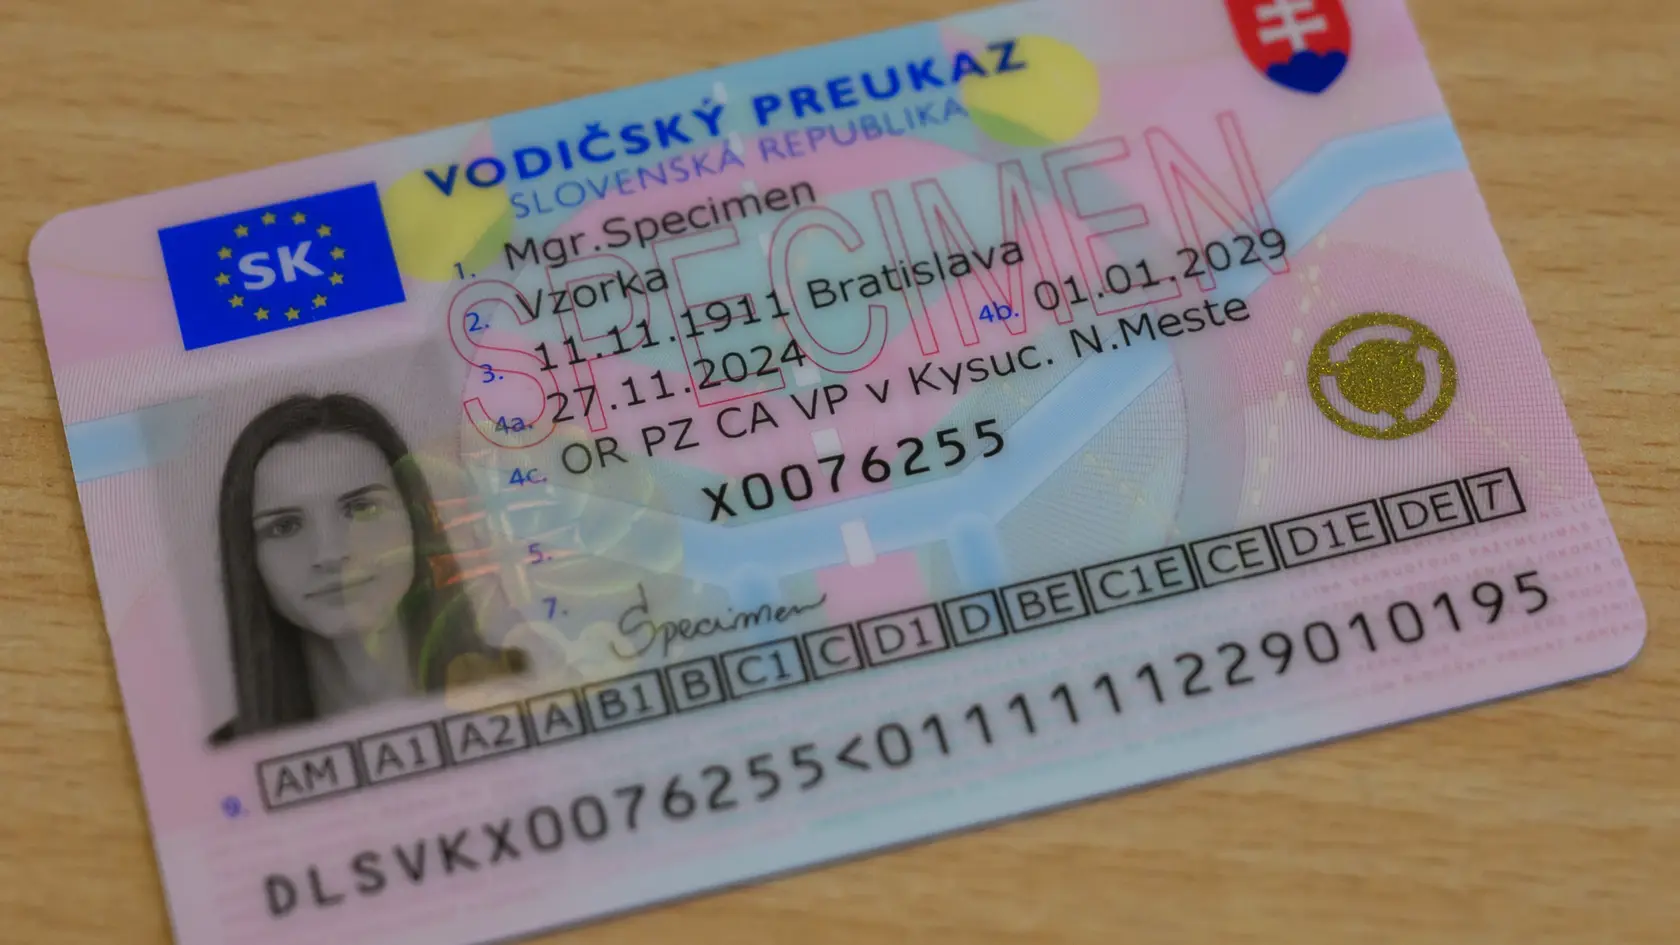 VODIČSKÝ PREUKAZ
SLOVENSKÁ REPUBLIKA
SK
SPECIMEN
1. Mgr.Specimen
2. Vzorka
3. 11.11.1911 Bratislava
4a. 27.11.2024 4b. 01.01.2029
4c. OR PZ CA VP v Kysuc. N.Meste
5. X0076255
7. Specimen
9. AM A1 A2 A B1 B C1 C D1 D BE C1E CE D1E DE T
DLSVKX0076255<0111111229010195